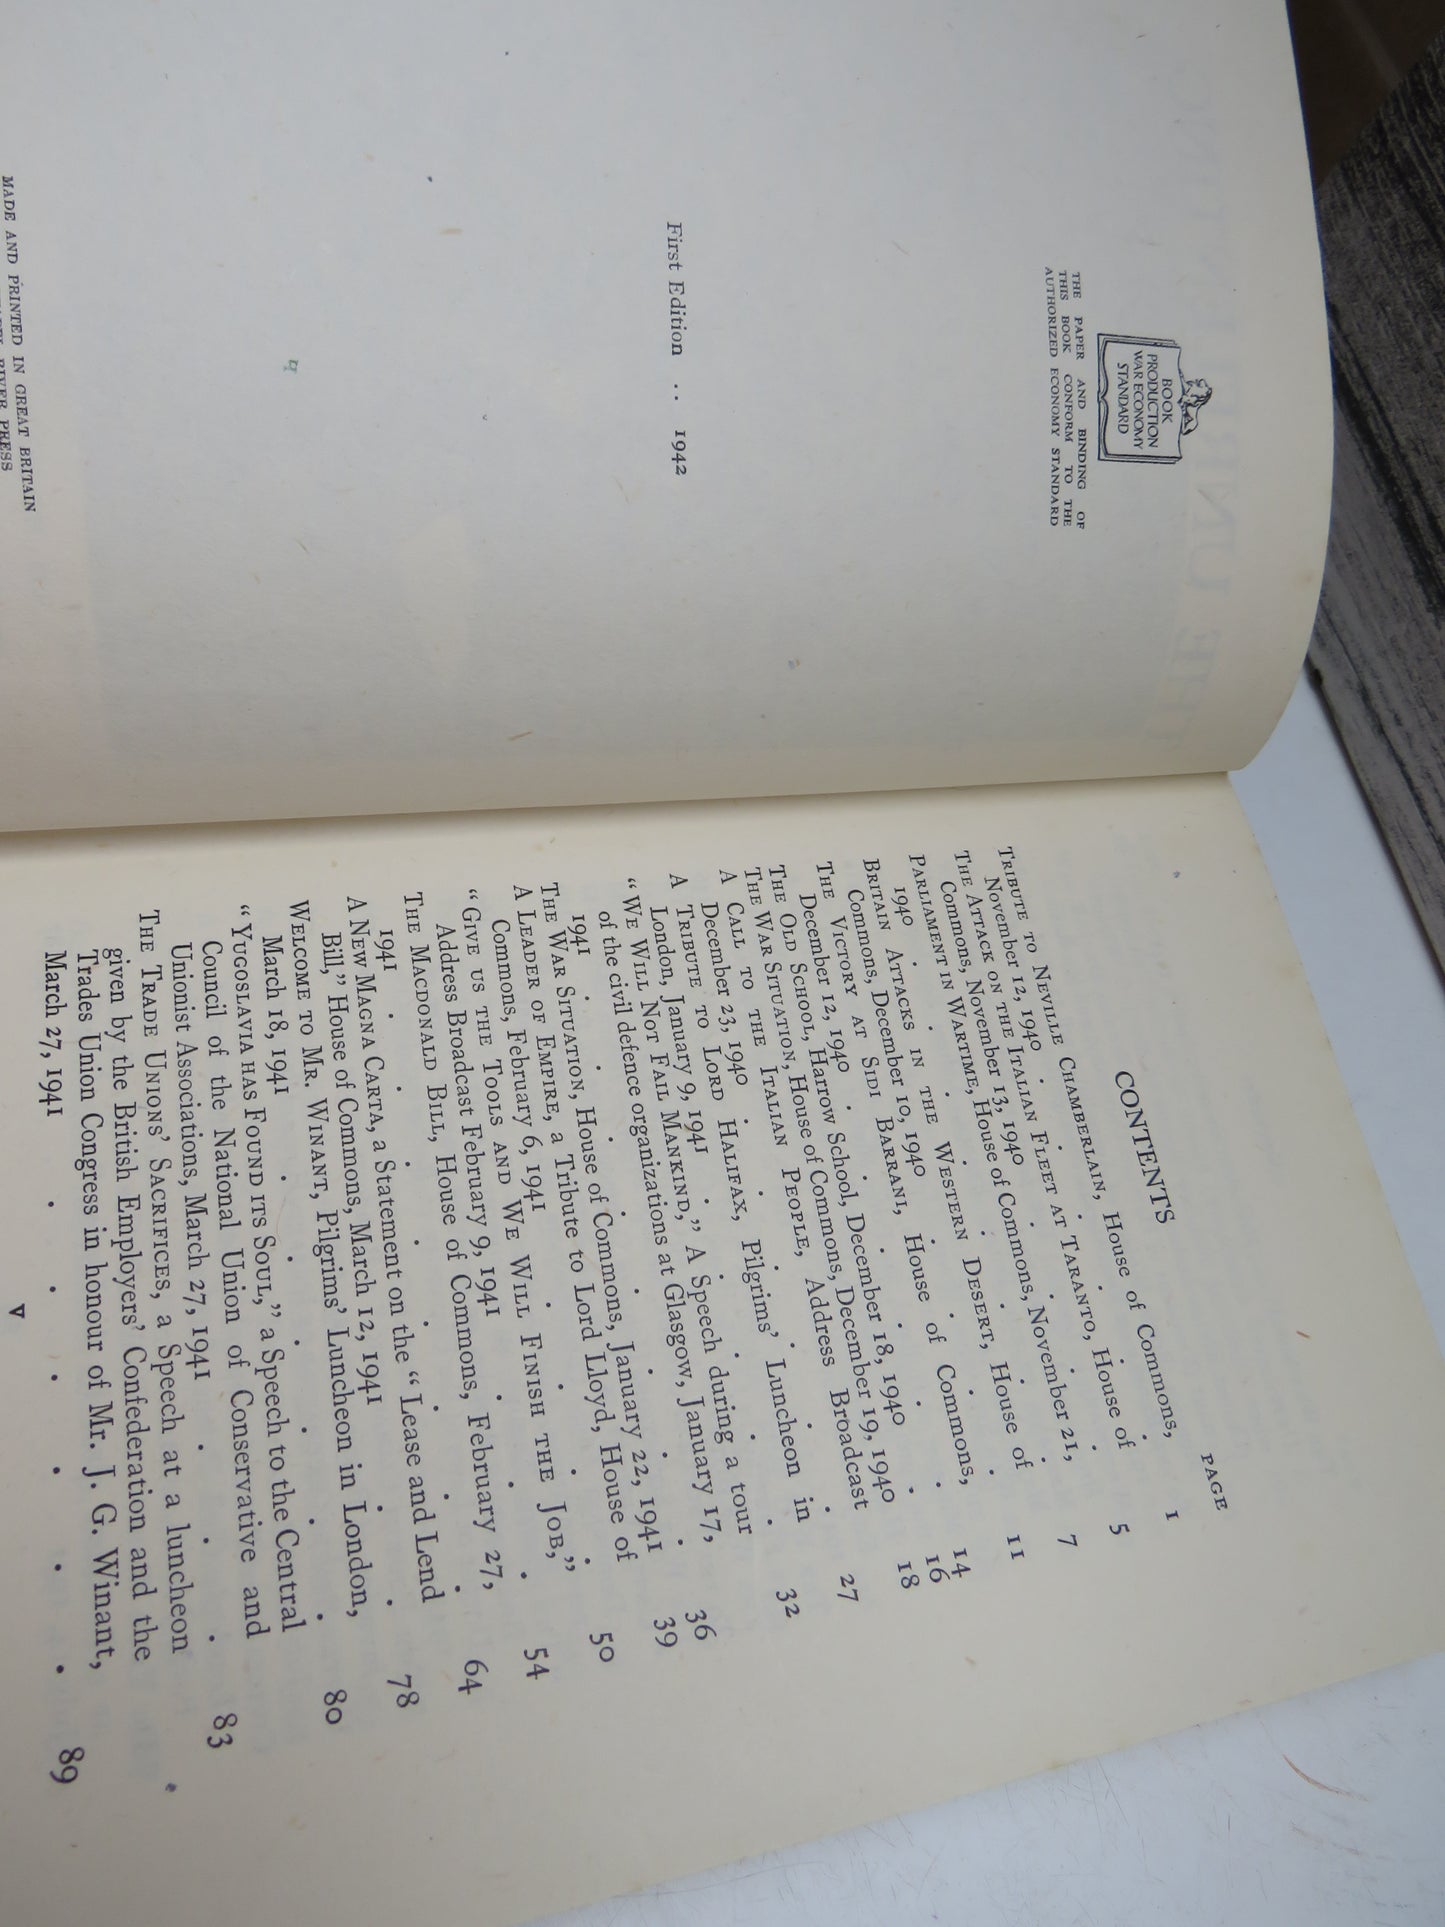 BOOK
PRODUCTION
WAR ECONOMY
STANDARD
THE PAPER AND BINDING OF
THIS BOOK CONFORM TO THE
AUTHORIZED ECONOMY STANDARD
First Edition .. 1942
MADE AND PRINTED IN GREAT BRITAIN
RIVER PRESS
CONTENTS
PAGE
TRIBUTE TO NEVILLE CHAMBERLAIN, House of Commons,
November 12, 1940 . . . . 1
THE ATTACK ON THE ITALIAN FLEET AT TARANTO, House of
Commons, November 13, 1940 . . . . 5
PARLIAMENT IN WARTIME, House of Commons, November 21,
1940 . . . . . . . 7
BRITAIN ATTACKS IN THE WESTERN DESERT, House of
Commons, December 10, 1940 . . . . 11
THE VICTORY AT SIDI BARRANI, House of Commons,
December 12, 1940 . . . . . 14
THE OLD SCHOOL, Harrow School, December 18, 1940 . 16
THE WAR SITUATION, House of Commons, December 19, 1940 18
A CALL TO THE ITALIAN PEOPLE, Address Broadcast
December 23, 1940 . . . . . 27
A TRIBUTE TO LORD HALIFAX, Pilgrims' Luncheon in
London, January 9, 1941 . . . . . 32
“WE WILL NOT FAIL MANKIND,” A Speech during a tour
of the civil defence organizations at Glasgow, January 17,
1941 . . . . . . . 36
THE WAR SITUATION, House of Commons, January 22, 1941 39
A LEADER OF EMPIRE, a Tribute to Lord Lloyd, House of
Commons, February 6, 1941 . . . . 50
“GIVE US THE TOOLS AND WE WILL FINISH THE JOB,”
Address Broadcast February 9, 1941 . . . 54
THE MACDONALD BILL, House of Commons, February 27,
1941 . . . . . . . 64
A NEW MAGNA CARTA, a Statement on the “Lease and Lend
Bill,” House of Commons, March 12, 1941 . . 78
WELCOME TO MR. WINANT, Pilgrims' Luncheon in London,
March 18, 1941 . . . . . . 80
“YUGOSLAVIA HAS FOUND ITS SOUL,” a Speech to the Central
Council of the National Union of Conservative and
Unionist Associations, March 27, 1941 . . . 83
THE TRADE UNIONS' SACRIFICES, a Speech at a luncheon
given by the British Employers' Confederation and the
Trades Union Congress in honour of Mr. J. G. Winant,
March 27, 1941 . . . . . . 89
v